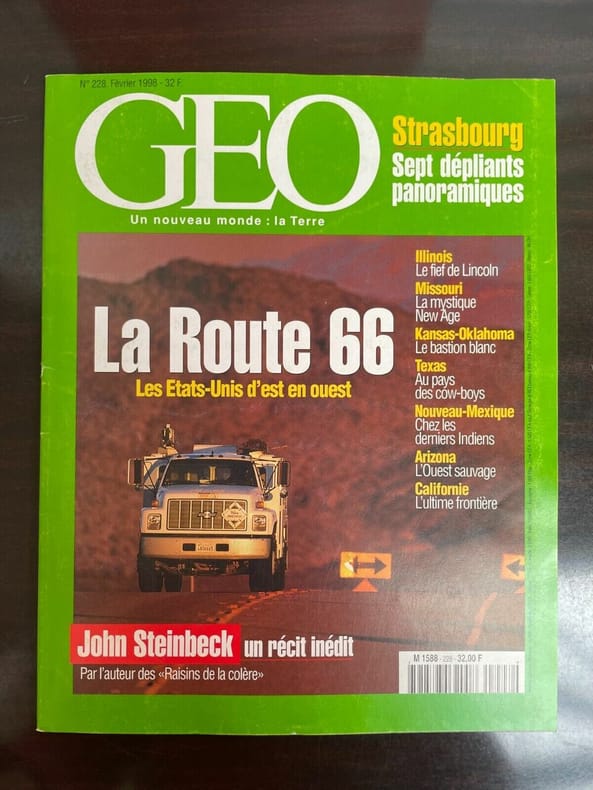 N° 228. Février 1998 - 32 F.
GEO
Un nouveau monde : la Terre
Strasbourg
Sept dépliants
panoramiques
La Route 66
Les Etats-Unis d'est en ouest
Illinois
Le fief de Lincoln
Missouri
La mystique
New Age
Kansas-Oklahoma
Le bastion blanc
Texas
Au pays
des cow-boys
Nouveau-Mexique
Chez les
derniers Indiens
Arizona
L'Ouest sauvage
Californie
L'ultime frontière
John Steinbeck un récit inédit
Par l'auteur des «Raisins de la colère»
M 1588 - 228 - 32.00 F